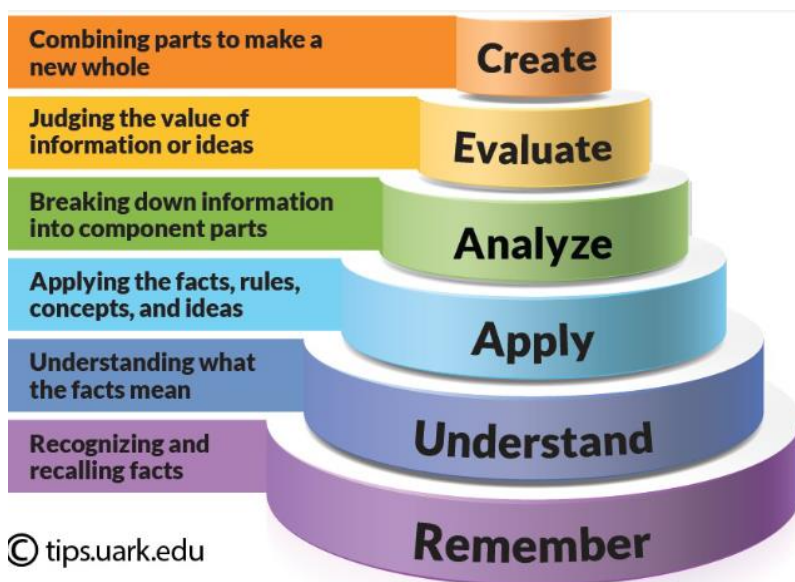 Combining parts to make a
new whole
Create
Judging the value of
information or ideas
Evaluate
Breaking down information
into component parts
Analyze
Applying the facts, rules,
concepts, and ideas
Apply
Understanding what
the facts mean
Understand
Recognizing and
recalling facts
Remember
© tips.uark.edu